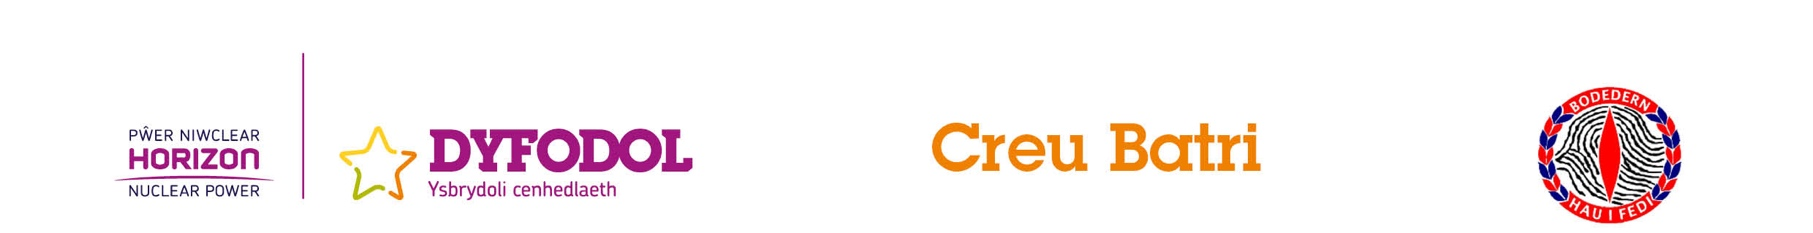 PŴER NIWCLEAR
HORIZON
NUCLEAR POWER
DYFODOL
Ysbrydoli cenhedlaeth
Creu Batri
BODEDERN
HAU I FEDI